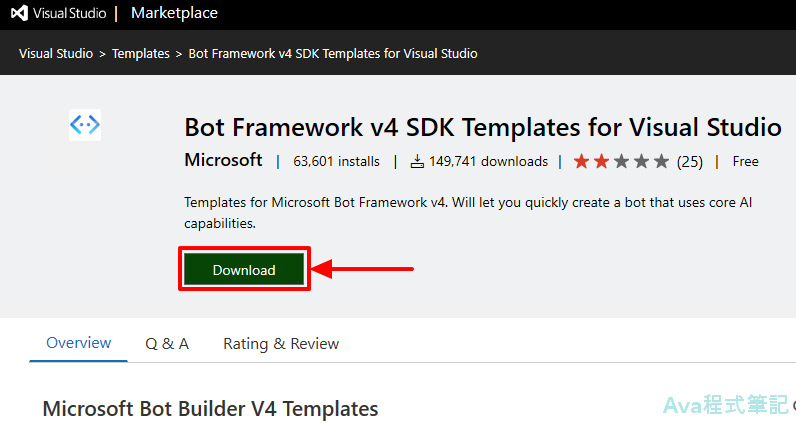 Visual Studio | Marketplace
Visual Studio > Templates > Bot Framework v4 SDK Templates for Visual Studio
Bot Framework v4 SDK Templates for Visual Studio
Microsoft | 63,601 installs | 149,741 downloads | (25) | Free
Templates for Microsoft Bot Framework v4. Will let you quickly create a bot that uses core AI
capabilities.
Download
Overview Q & A Rating & Review
Microsoft Bot Builder V4 Templates
Ava程式筆記